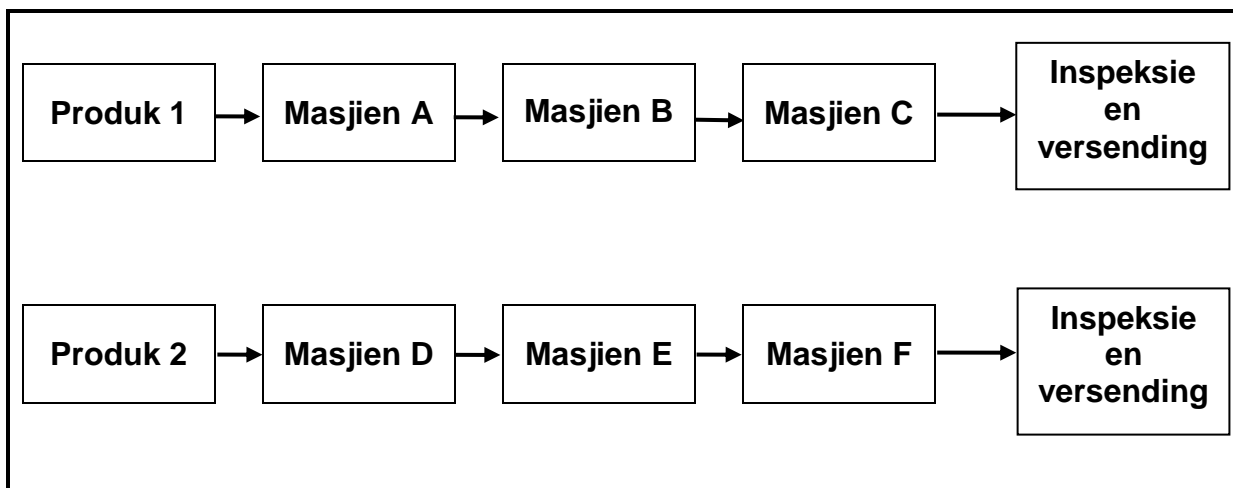 Produk 1
Masjien A
Masjien B
Masjien C
Inspeksie
en
versending
Produk 2
Masjien D
Masjien E
Masjien F
Inspeksie
en
versending